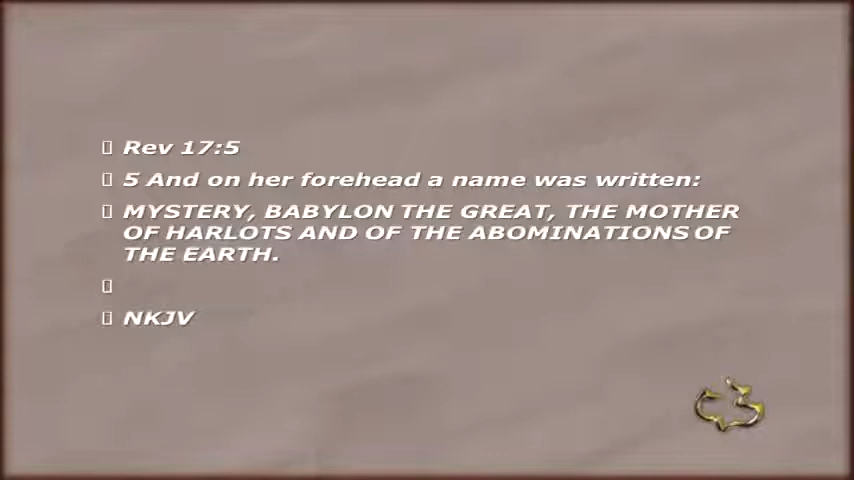 Rev 17:5
5 And on her forehead a name was written:
MYSTERY, BABYLON THE GREAT, THE MOTHER
OF HARLOTS AND OF THE ABOMINATIONS OF
THE EARTH.
NKJV